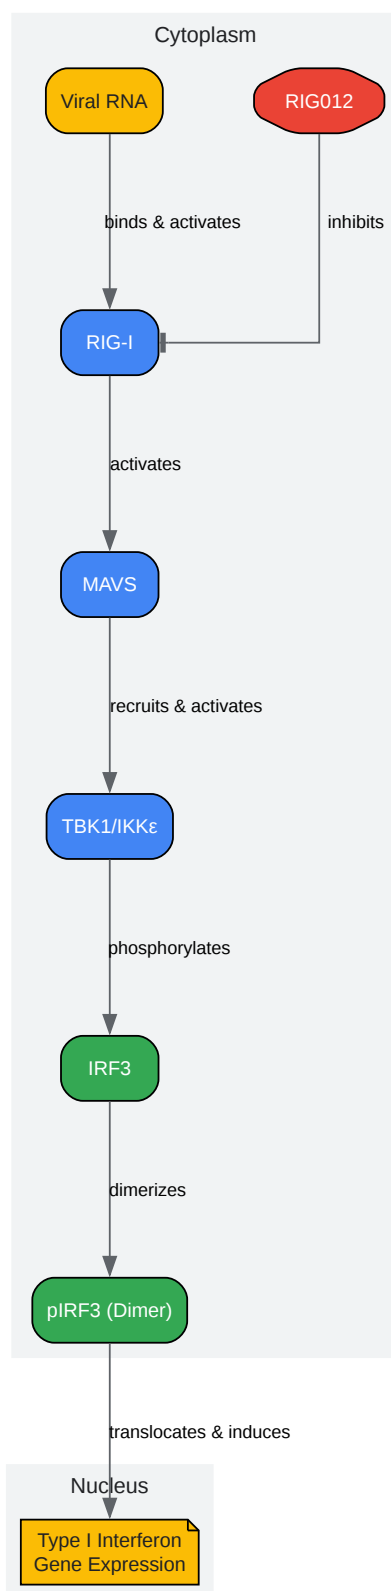 Cytoplasm
Viral RNA
RIG012
binds & activates
inhibits
RIG-I
activates
MAVS
recruits & activates
TBK1/IKKε
phosphorylates
IRF3
dimerizes
pIRF3 (Dimer)
translocates & induces
Nucleus
Type I Interferon
Gene Expression